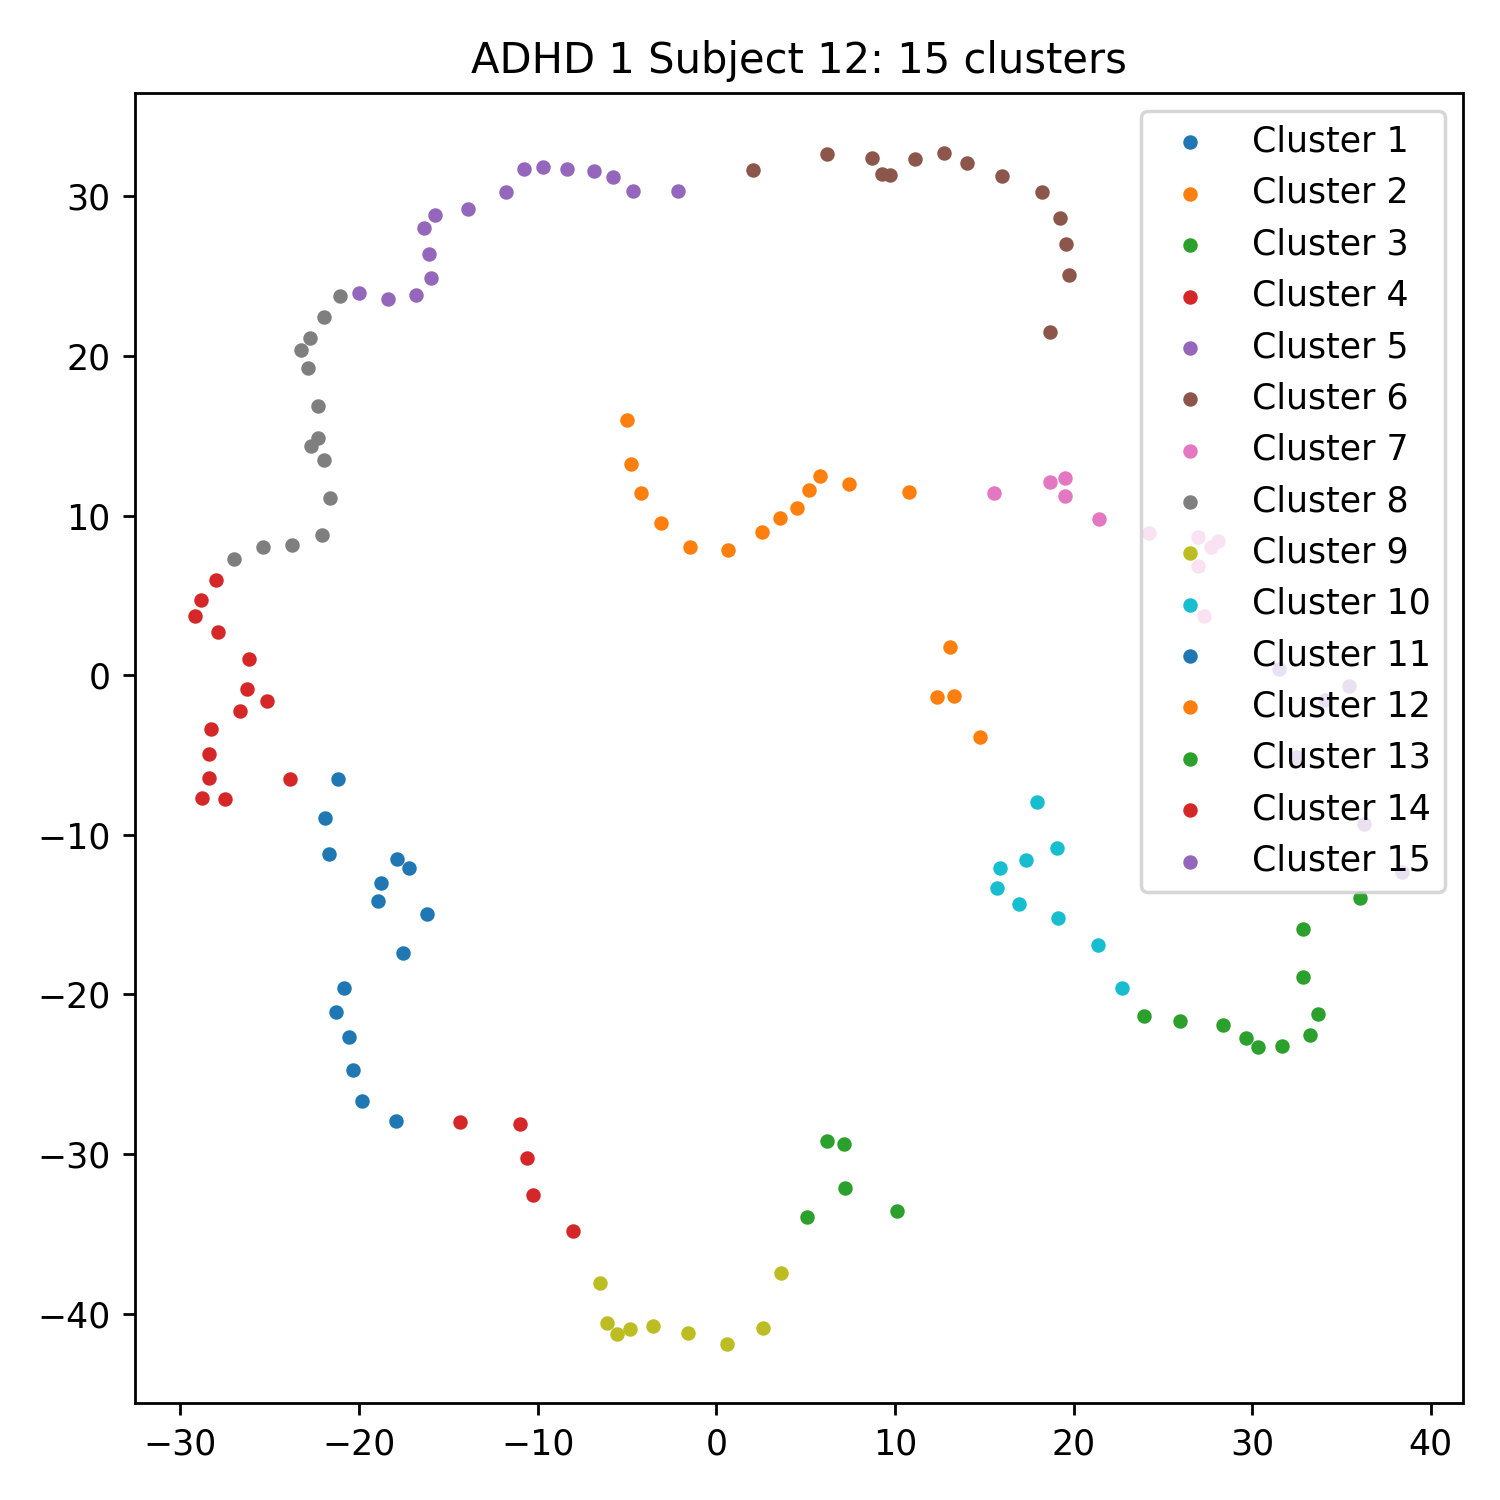 ADHD 1 Subject 12: 15 clusters
30
20
10
0
−10
−20
−30
−40
Cluster 1
Cluster 2
Cluster 3
Cluster 4
Cluster 5
Cluster 6
Cluster 7
Cluster 8
Cluster 9
Cluster 10
Cluster 11
Cluster 12
Cluster 13
Cluster 14
Cluster 15
−30 −20 −10 0 10 20 30 40